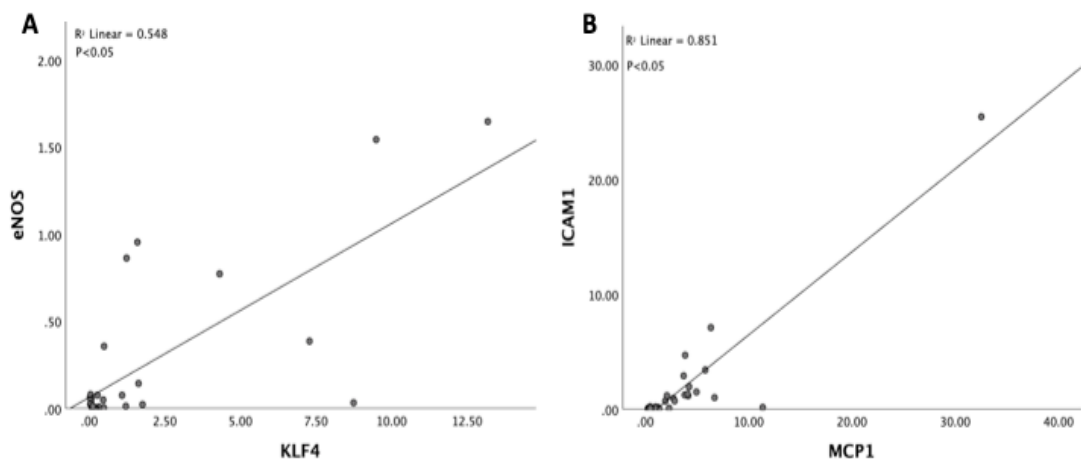 A
R² Linear = 0.548
P<0.05
2.00
1.50
1.00
.50
.00
eNOS
.00 2.50 5.00 7.50 10.00 12.50
KLF4
B
R² Linear = 0.851
P<0.05
30.00
20.00
10.00
.00
ICAM1
.00 10.00 20.00 30.00 40.00
MCP1